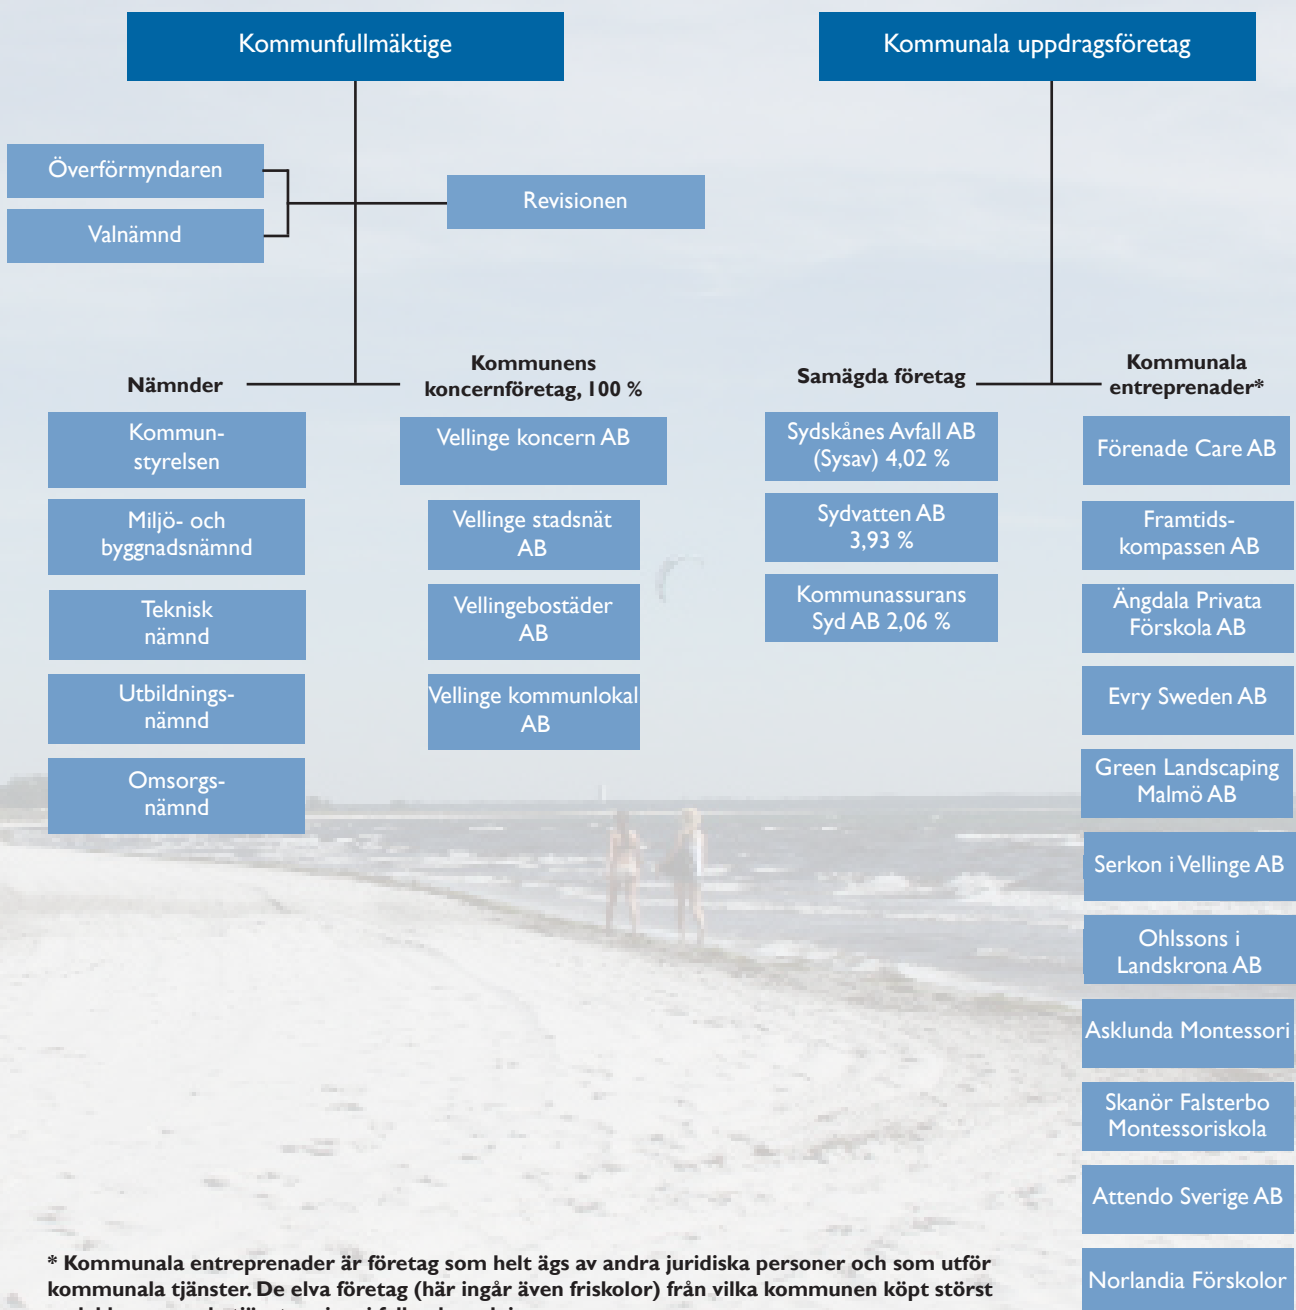 Kommunfullmäktige
Kommunala uppdragsföretag
Överförmyndaren
Valnämnd
Revisionen
Nämnder
Kommun-
styrelsen
Miljö- och
byggnadsnämnd
Teknisk
nämnd
Utbildnings-
nämnd
Omsorgs-
nämnd
Kommunens
koncernföretag, 100 %
Vellinge koncern AB
Vellinge stadsnät
AB
Vellingebostäder
AB
Vellinge kommunlokal
AB
Samägda företag
Sydskånes Avfall AB
(Sysav) 4,02 %
Sydvatten AB
3,93 %
Kommunassurans
Syd AB 2,06 %
Kommunala
entreprenader*
Förenade Care AB
Framtids-
kompassen AB
Ängdala Privata
Förskola AB
Evry Sweden AB
Green Landscaping
Malmö AB
Serkon i Vellinge AB
Ohlssons i
Landskrona AB
Asklunda Montessori
Skanör Falsterbo
Montessoriskola
Attendo Sverige AB
Norlandia Förskolor
* Kommunala entreprenader är företag som helt ägs av andra juridiska personer och som utför
kommunala tjänster. De elva företag (här ingår även friskolor) från vilka kommunen köpt störst